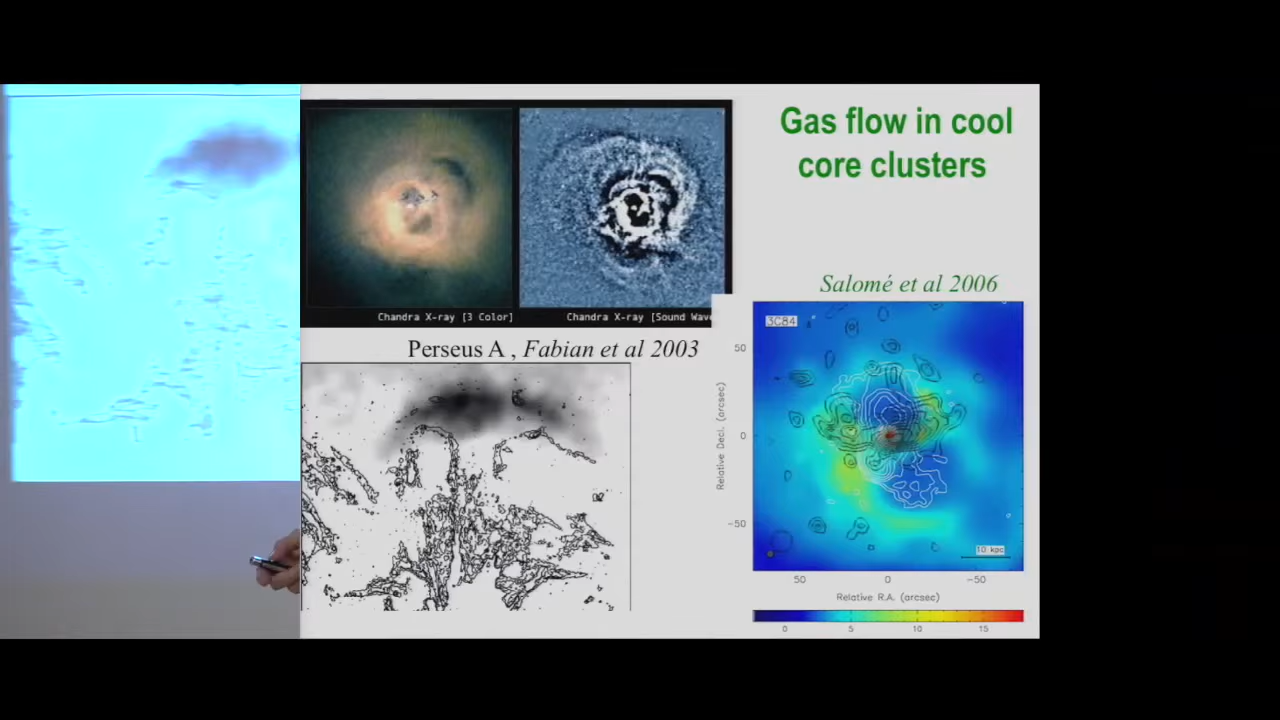 Gas flow in cool
core clusters
Chandra X-ray [3 Color]
Chandra X-ray [Sound Wave
Perseus A , Fabian et al 2003
Salomé et al 2006
3C84
Relative Decl. (arcsec)
50
0
−50
10 kpc
50 0 −50
Relative R.A. (arcsec)
0 5 10 15